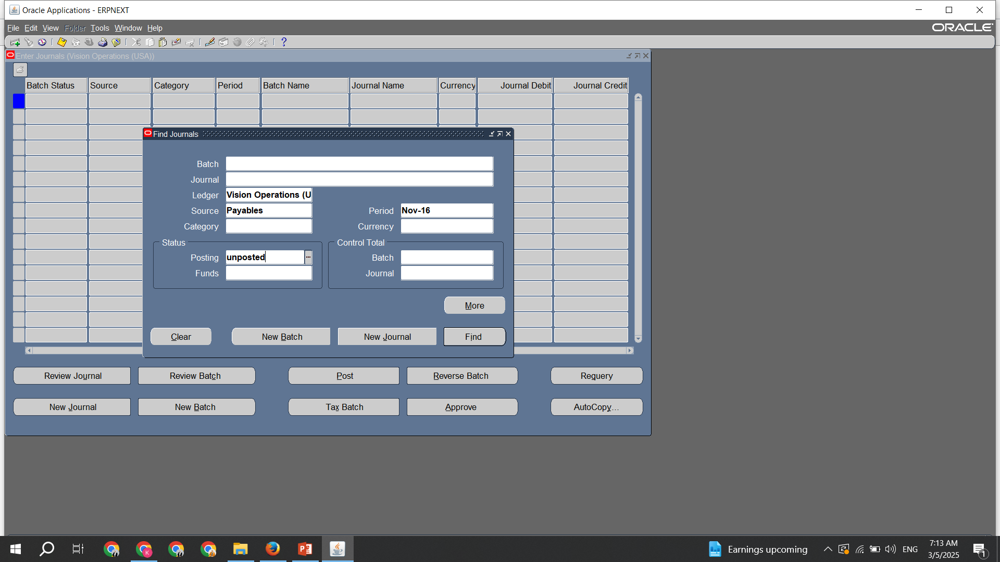 Oracle Applications - ERPNEXT
File Edit View Folder Tools Window Help
ORACLE
Enter Journals (Vision Operations (USA))
Batch Status Source Category Period Batch Name Journal Name Currency Journal Debit Journal Credit
Find Journals
Batch
Journal
Ledger Vision Operations (U
Source Payables Period Nov-16
Category Currency
Status Control Total
Posting unposted ... Batch
Funds Journal
More
Clear New Batch New Journal Find
Review Journal Review Batch Post Reverse Batch Requery
New Journal New Batch Tax Batch Approve AutoCopy...
Earnings upcoming ENG 7:13 AM
3/5/2025 1